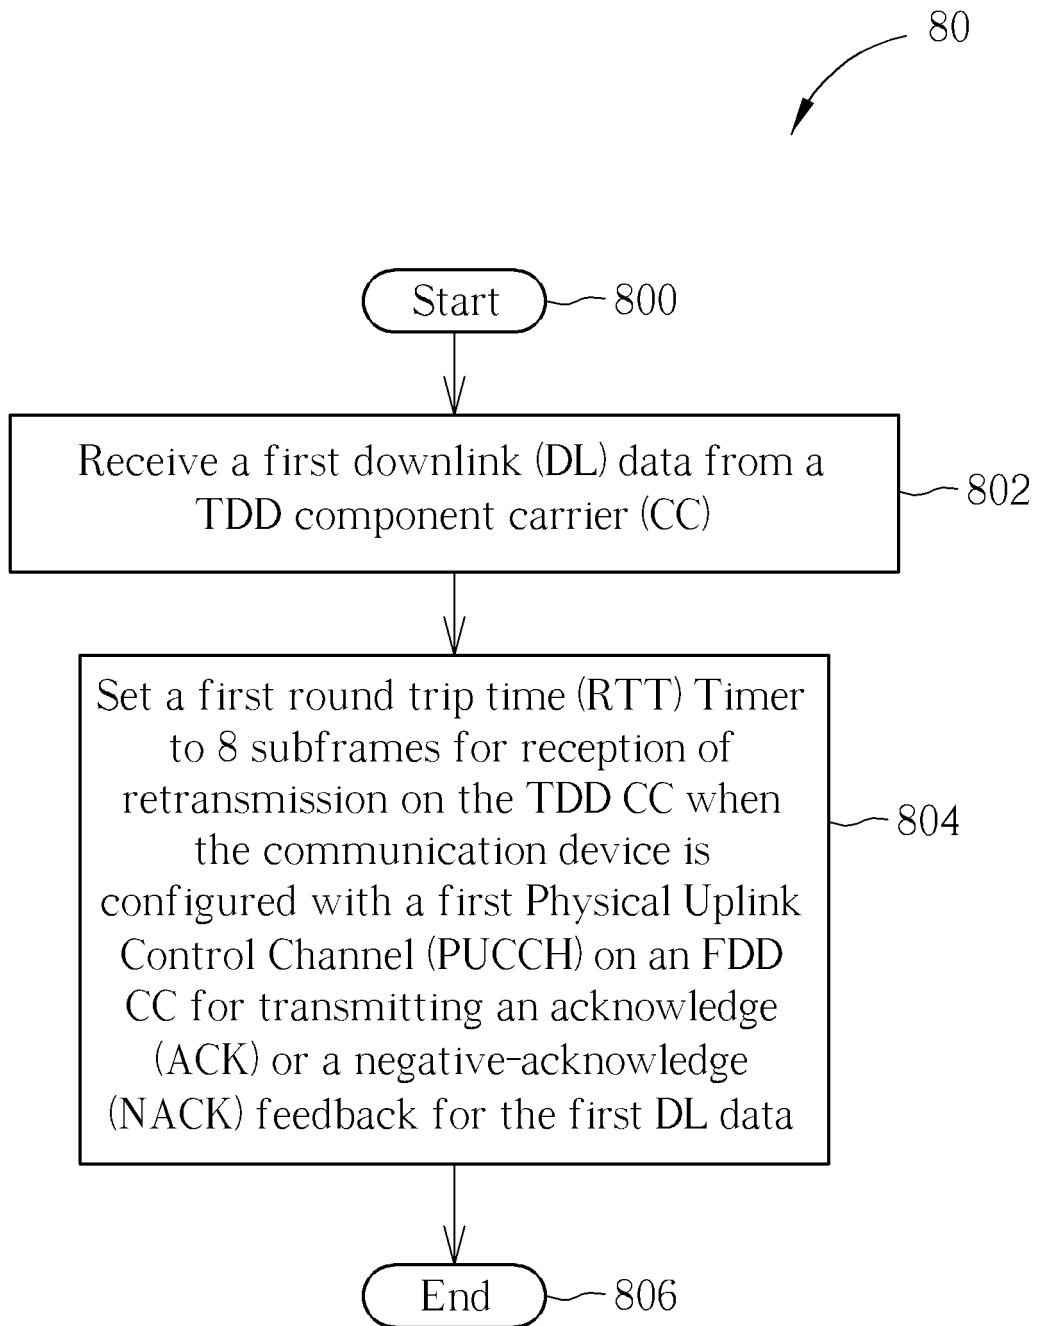 80
Start
800
Receive a first downlink (DL) data from a
TDD component carrier (CC)
802
Set a first round trip time (RTT) Timer
to 8 subframes for reception of
retransmission on the TDD CC when
the communication device is
configured with a first Physical Uplink
Control Channel (PUCCH) on an FDD
CC for transmitting an acknowledge
(ACK) or a negative-acknowledge
(NACK) feedback for the first DL data
804
End
806